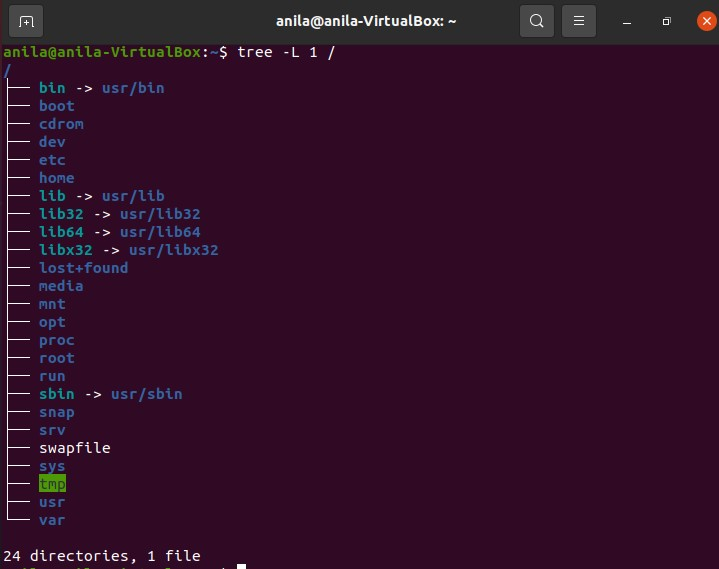 anila@anila-VirtualBox: ~
anila@anila-VirtualBox:~$ tree -L 1 /
/
├── bin -> usr/bin
├── boot
├── cdrom
├── dev
├── etc
├── home
├── lib -> usr/lib
├── lib32 -> usr/lib32
├── lib64 -> usr/lib64
├── libx32 -> usr/libx32
├── lost+found
├── media
├── mnt
├── opt
├── proc
├── root
├── run
├── sbin -> usr/sbin
├── snap
├── srv
├── swapfile
├── sys
├── tmp
├── usr
└── var
24 directories, 1 file